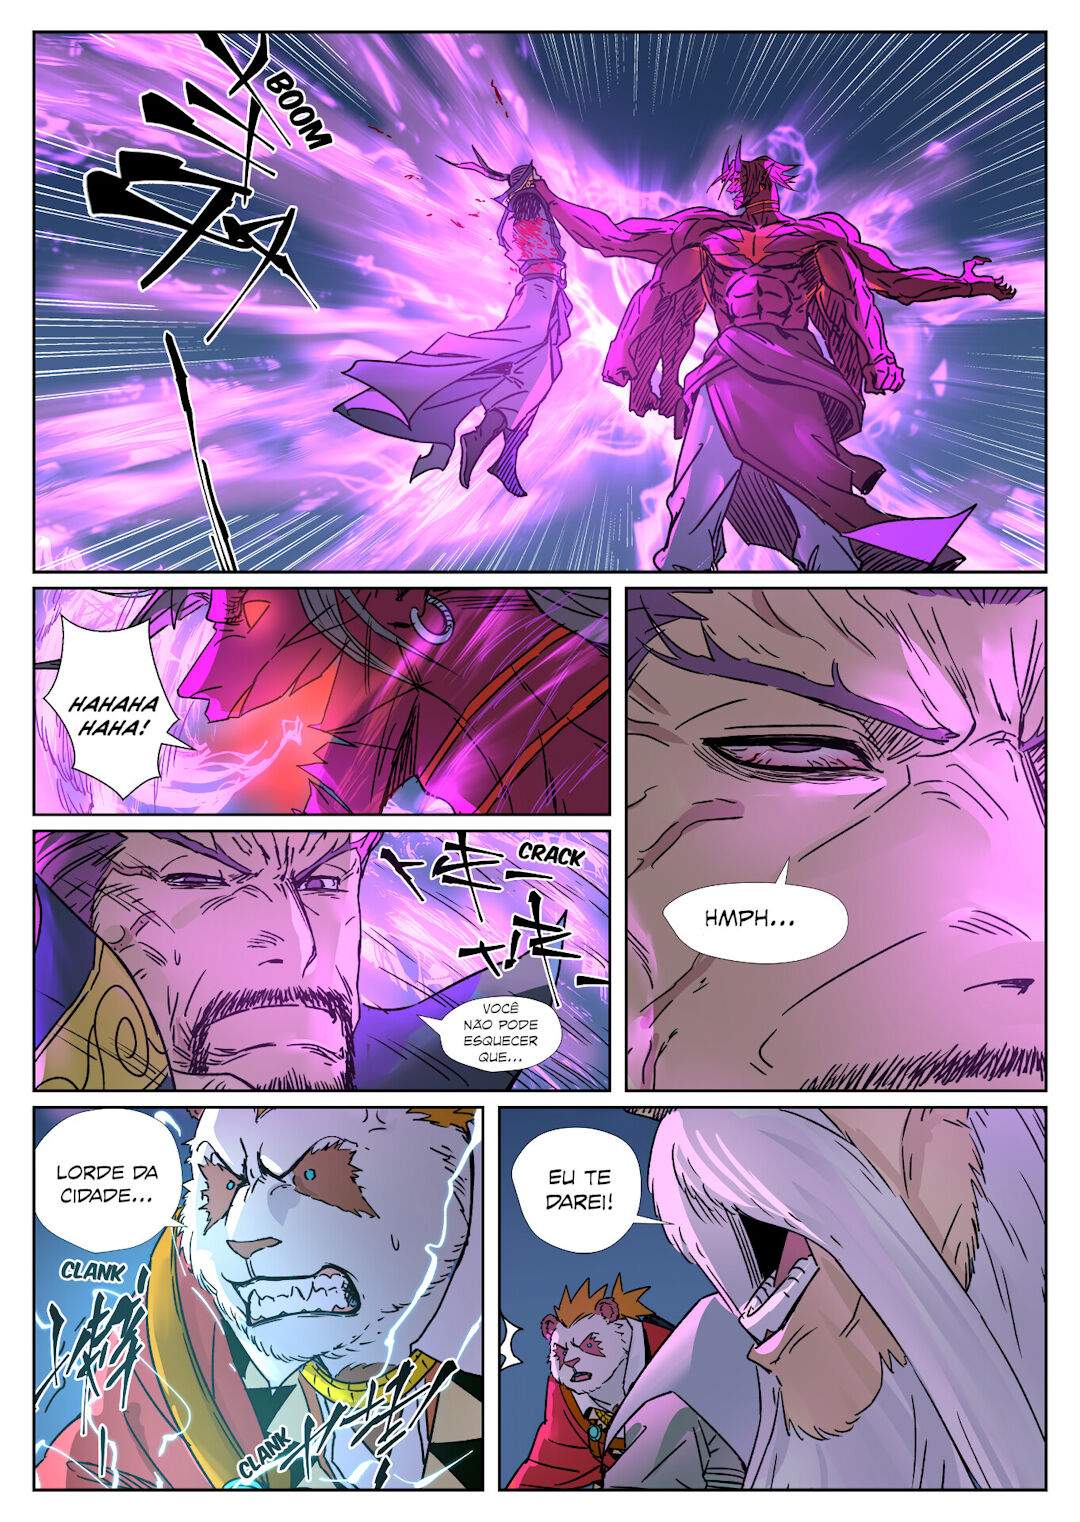 BOOM
HAHAHA
HAHA!
HMPH...
CRACK
VOCÊ
NÃO PODE
ESQUECER
QUE...
LORDE DA
CIDADE...
CLANK
CLANK
EU TE
DAREI!